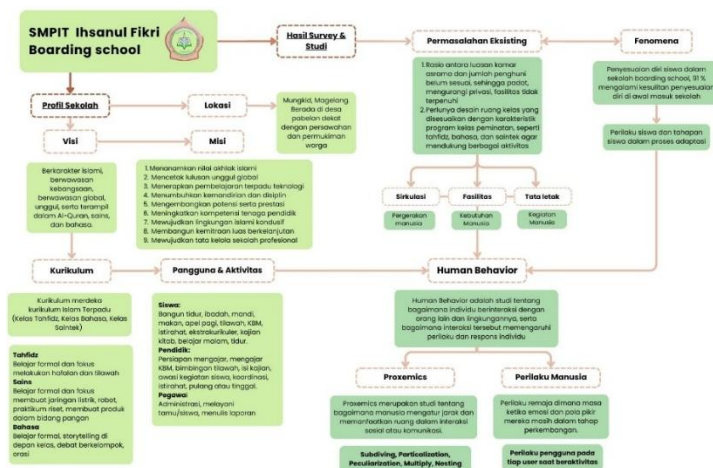 SMPIT Ihsanul Fikri
Boarding school
Hasil Survey &
Studi
Permasalahan Eksisting
Fenomena
1. Rasio antara luasan kamar
asrama dan jumlah penghuni
belum sesuai, sehingga padat,
mengurangi privasi, fasilitas tidak
terpenuhi
2. Perlunya desain ruang kelas yang
disesuaikan dengan karakteristik
program kelas peminatan, seperti
tahfidz, bahasa, dan saintek agar
mendukung berbagai aktivitas
Penyesuaian diri siswa dalam
sekolah boarding school, 91 %
mengalami kesulitan penyesuaian
diri di awal masuk sekolah
Perilaku siswa dan tahapan
siswa dalam proses adaptasi
Profil Sekolah
Lokasi
Mungkid, Magelang.
Berada di desa
pabelan dekat
dengan persawahan
dan permukiman
warga
Visi
Misi
Berkarakter islami,
berwawasan
kebangsaan,
berwawasan global,
unggul, serta terampil
dalam Al-Quran, sains,
dan bahasa.
1. Menanamkan nilai akhlak islami
2. Mencetak lulusan unggul global
3. Menerapkan pembelajaran terpadu teknologi
4. Menumbuhkan kemandirian dan disiplin
5. Mengembangkan potensi serta prestasi
6. Meningkatkan kompetensi tenaga pendidik
7. Mewujudkan lingkungan islami kondusif
8. Membangun kemitraan luas berkelanjutan
9. Mewujudkan tata kelola sekolah profesional
Sirkulasi
Fasilitas
Tata letak
Pergerakan
manusia
Kebutuhan
Manusia
Kegiatan
Manusia
Kurikulum
Pangguna & Aktivitas
Human Behavior
Kurikulum merdeka
kurikulum Islam Terpadu
(Kelas Tahfidz, Kelas Bahasa, Kelas
Saintek)
Tahfidz
Belajar formal dan fokus
melakukan hafalan dan tilawah
Sains
Belajar formal dan fokus
membuat jaringan listrik, robot,
praktikum riset, membuat produk
dalam bidang pangan
Bahasa
Belajar formal, storytelling di
depan kelas, debat berkelompok,
orasi
Siswa:
Bangun tidur, ibadah, mandi,
makan, apel pagi, tilawah, KBM,
istirahat, ekstrakurikuler, kajian
kitab, belajar malam, tidur.
Pendidik:
Persiapan mengajar, mengajar
KBM, bimbingan tilawah, isi kajian,
awasi kegiatan siswa, koordinasi,
istirahat, pulang atau tinggal.
Pegawai:
Administrasi, melayani
tamu/siswa, menulis laporan
Human Behavior adalah studi tentang
bagaimana individu berinteraksi dengan
orang lain dan lingkungannya, serta
bagaimana interaksi tersebut memengaruhi
perilaku dan respons individu
Proxemics
Perilaku Manusia
Proxemics merupakan studi tentang
bagaimana manusia mengatur jarak dan
memanfaatkan ruang dalam interaksi
sosial atau komunikasi.
Subdiving, Perticalization,
Pecullarization, Multiply, Nesting
Perilaku remaja dimana masa
ketika emosi dan pola pikir
mereka masih dalam tahap
perkembangan.
Perilaku pengguna pada
tiap user saat beraktivitas